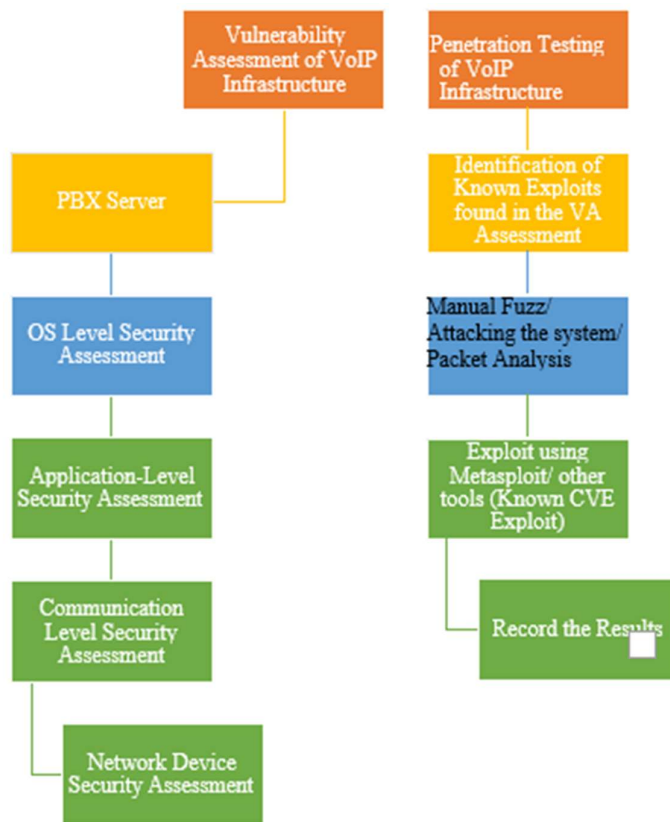 Vulnerability
Assessment of VoIP
Infrastructure
PBX Server
OS Level Security
Assessment
Application-Level
Security Assessment
Communication
Level Security
Assessment
Network Device
Security Assessment
Penetration Testing
of VoIP
Infrastructure
Identification of
Known Exploits
found in the VA
Assessment
Manual Fuzz/
Attacking the system/
Packet Analysis
Exploit using
Metasploit/ other
tools (Known CVE
Exploit)
Record the Results